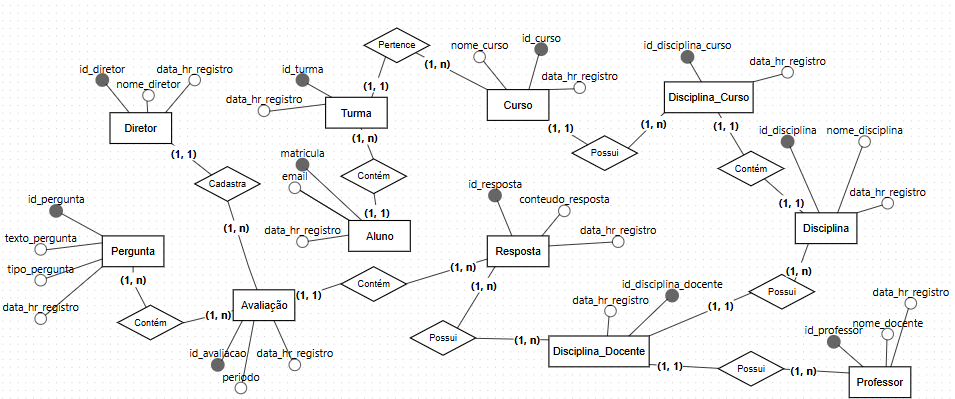 Pertence
id_curso
nome_curso
id_disciplina_curso
id_diretor
data_hr_registro
id_turma
(1, n)
data_hr_registro
data_hr_registro
nome_diretor
(1, 1)
data_hr_registro
Disciplina_Curso
data_hr_registro
Turma
Curso
Diretor
(1, n)
(1, 1)
(1, n)
(1, 1)
id_disciplina
nome_disciplina
(1, 1)
matricula
Possui
Contém
Contém
Cadastra
email
id_resposta
id_pergunta
conteudo_resposta
(1, 1)
data_hr_registro
(1, 1)
(1, n)
data_hr_registro
data_hr_registro
Disciplina
texto_pergunta
Aluno
Pergunta
Resposta
tipo_pergunta
(1, n)
(1, n)
(1, n)
Contém
(1, n)
id_disciplina_docente
Possui
data_hr_registro
(1, 1)
data_hr_registro
data_hr_registro
Avaliação
(1, 1)
Contém
(1, n)
id_professor
nome_docente
Possui
(1, n)
Disciplina_Docente
id_avaliacao
data_hr_registro
(1, 1)
Possui
(1, n)
periodo
Professor